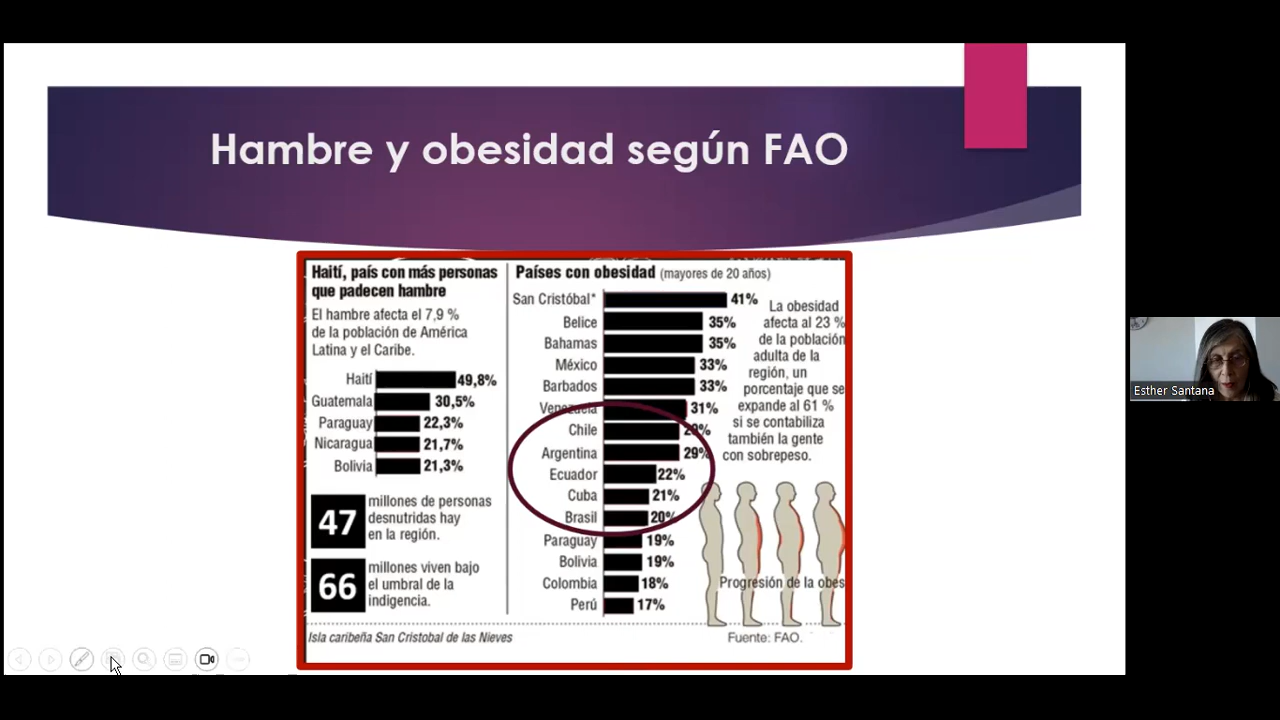 Hambre y obesidad según FAO
Haití, país con más personas
que padecen hambre
El hambre afecta el 7,9 %
de la población de América
Latina y el Caribe.
Haití 49,8%
Guatemala 30,5%
Paraguay 22,3%
Nicaragua 21,7%
Bolivia 21,3%
47 millones de personas
desnutridas hay
en la región.
66 millones viven bajo
el umbral de la
indigencia.
Países con obesidad (mayores de 20 años)
San Cristóbal* 41%
Belice 35%
Bahamas 35%
México 33%
Barbados 33%
Venezuela 31%
Chile 29%
Argentina 29%
Ecuador 22%
Cuba 21%
Brasil 20%
Paraguay 19%
Bolivia 19%
Colombia 18%
Perú 17%
La obesidad
afecta al 23 %
de la población
adulta de la
región, un
porcentaje que se
expande al 61 %
si se contabiliza
también la gente
con sobrepeso.
Progresión de la obes
Isla caribeña San Cristobal de las Nieves
Fuente: FAO.
Esther Santana